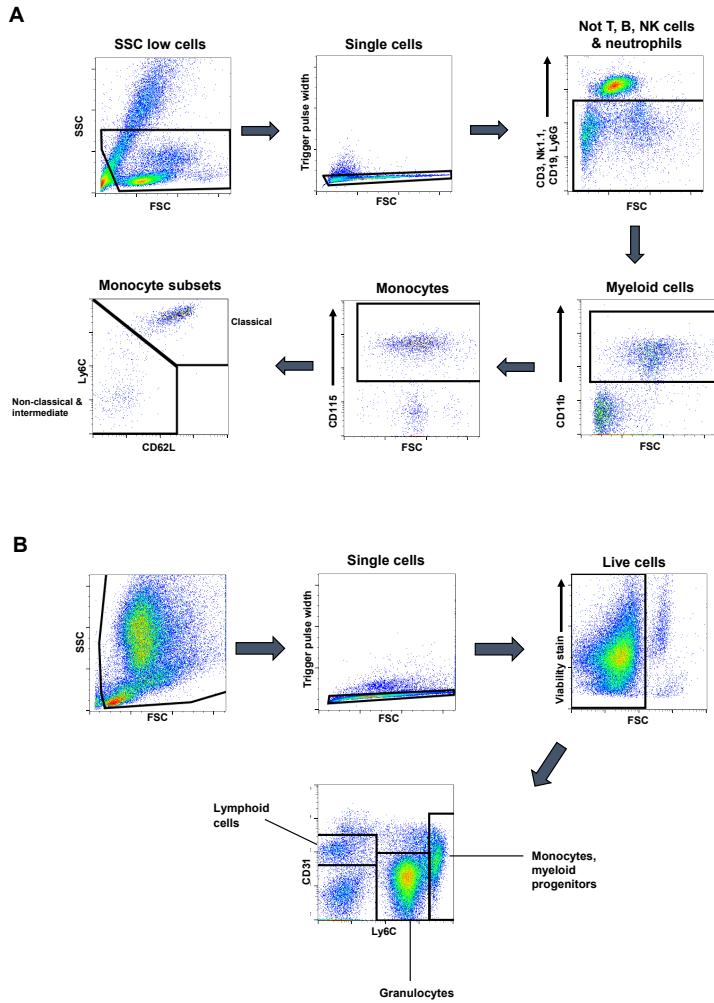 A
SSC low cells
Single cells
Not T, B, NK cells
& neutrophils
SSC
FSC
Trigger pulse width
FSC
CD3, Nk1.1,
CD19, Ly6G
FSC
Monocyte subsets
Monocytes
Myeloid cells
Ly6C
Classical
Non-classical &
intermediate
CD62L
CD115
FSC
CD11b
FSC
B
Single cells
Live cells
SSC
FSC
Trigger pulse width
FSC
Viability stain
FSC
Lymphoid
cells
CD31
Ly6C
Monocytes,
myeloid
progenitors
Granulocytes